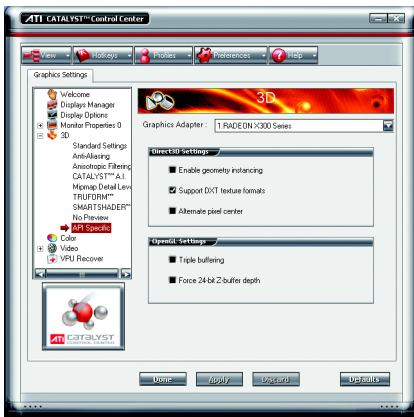 ATI CATALYST™ Control Center
View
Hotkeys
Profiles
Preferences
Help
Graphics Settings
Welcome
Displays Manager
Display Options
Monitor Properties 0
3D
Standard Settings
Anti-Aliasing
Anisotropic Filtering
CATALYST™ A.I.
Mipmap Detail Leve
TRUFORM™
SMARTSHADER™
No Preview
API Specific
Color
Video
VPU Recover
ATI CATALYST
CONTROL CENTER
3D
Graphics Adapter : 1.RADEON X300 Series
Direct3D Settings
Enable geometry instancing
Support DXT texture formats
Alternate pixel center
OpenGL Settings
Triple buffering
Force 24-bit Z-buffer depth
Done
Apply
Discard
Defaults